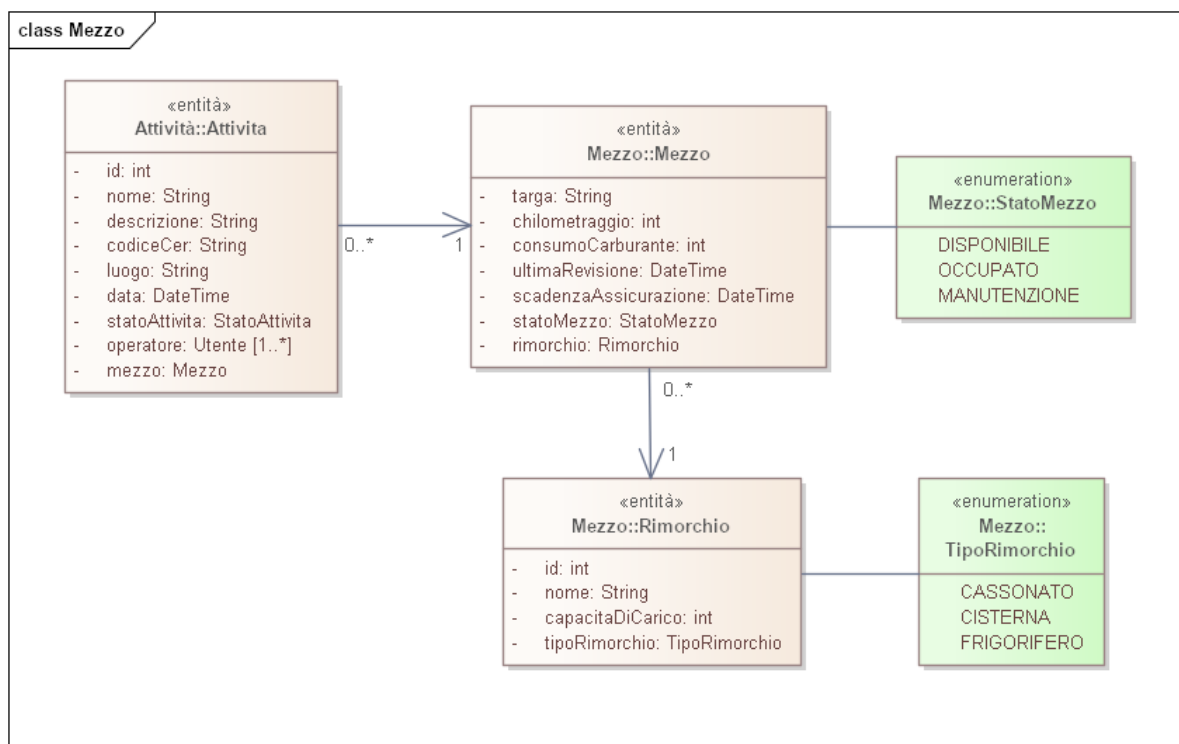 class Mezzo
«entità»
Attività::Attivita
- id: int
- nome: String
- descrizione: String
- codiceCer: String
- luogo: String
- data: DateTime
- statoAttivita: StatoAttivita
- operatore: Utente [1..*]
- mezzo: Mezzo
0..*
1
«entità»
Mezzo::Mezzo
- targa: String
- chilometraggio: int
- consumoCarburante: int
- ultimaRevisione: DateTime
- scadenzaAssicurazione: DateTime
- statoMezzo: StatoMezzo
- rimorchio: Rimorchio
«enumeration»
Mezzo::StatoMezzo
DISPONIBILE
OCCUPATO
MANUTENZIONE
0..*
1
«entità»
Mezzo::Rimorchio
- id: int
- nome: String
- capacitaDiCarico: int
- tipoRimorchio: TipoRimorchio
«enumeration»
Mezzo::
TipoRimorchio
CASSONATO
CISTERNA
FRIGORIFERO